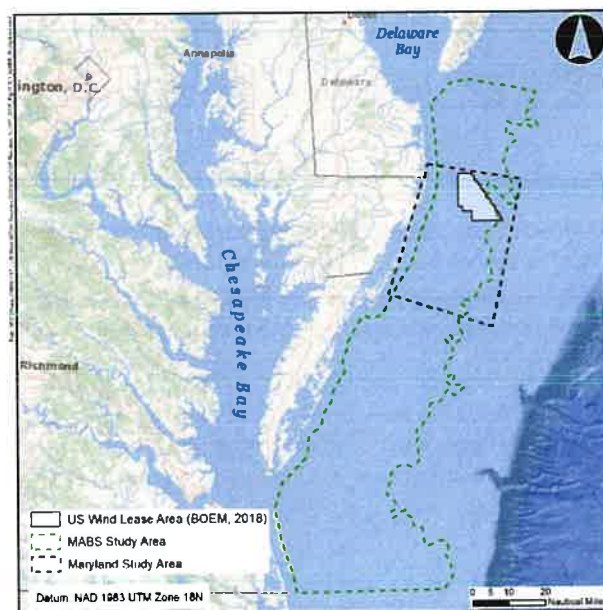 Delaware
Bay
Annapolis
ington, D.C.
Delaware
Chesapeake Bay
Richmond
US Wind Lease Area (BOEM, 2018)
MABS Study Area
Maryland Study Area
Datum: NAD 1983 UTM Zone 18N
0 5 10 20
Nautical Mile